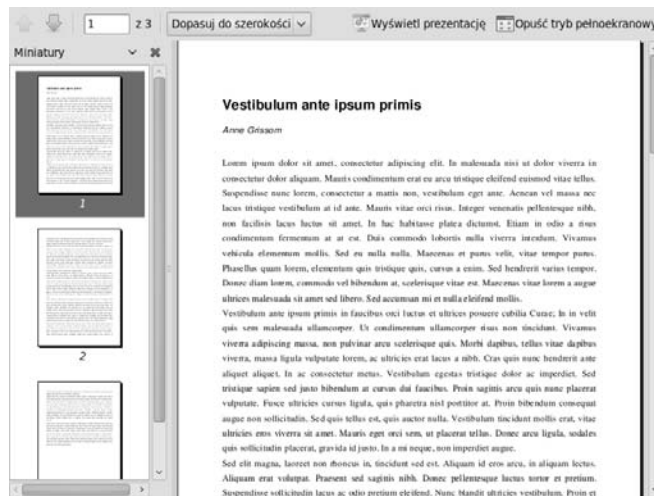 1 z 3 Dopasuj do szerokości Wyświetl prezentację Opuść tryb pełnoekranowy
Miniatury
1
2
Vestibulum ante ipsum primis
Anne Grissom
Lorem ipsum dolor sit amet, consectetur adipiscing elit. In malesuada nisi ut dolor viverra in
consectetur dolor aliquam. Mauris condimentum erat eu arcu tristique eleifend euismod vitae tellus.
Suspendisse nunc lorem, consectetur a mattis non, vestibulum eget ante. Aenean vel massa nec
lacus tristique vestibulum at id ante. Mauris vitae orci risus. Integer venenatis pellentesque nibh,
non facilisis lacus luctus sit amet. In hac habitasse platea dictumst. Etiam in odio a risus
condimentum fermentum at at est. Duis commodo lobortis nulla viverra interdum. Vivamus
vehicula elementum mollis. Sed eu nulla nulla. Maecenas et purus velit, vitae tempor purus.
Phasellus quam lorem, elementum quis tristique quis, cursus a enim. Sed hendrerit varius tempor.
Donec diam lorem, commodo vel bibendum at, scelerisque vitae est. Maecenas vitae lorem a augue
ultrices malesuada sit amet sed libero. Sed accumsan mi et nulla eleifend mollis.
Vestibulum ante ipsum primis in faucibus orci luctus et ultrices posuere cubilia Curae; In in velit
quis sem malesuada ullamcorper. Ut condimentum ullamcorper risus non tincidunt. Vivamus
viverra adipiscing massa, non pulvinar arcu scelerisque quis. Morbi dapibus, tellus vitae dapibus
viverra, massa ligula vulputate lorem, ac ultricies erat lacus a nibh. Cras quis nunc hendrerit ante
aliquet aliquet. In ac consectetur metus. Vestibulum egestas tristique dolor ac imperdiet. Sed
tristique sapien sed justo bibendum at cursus dui faucibus. Proin sagittis arcu quis nunc placerat
vulputate. Fusce ultricies cursus ligula, quis pharetra nisl porttitor at. Proin bibendum consequat
augue non sollicitudin. Sed quis tellus est, quis auctor nulla. Vestibulum tincidunt mollis erat, vitae
ultricies eros viverra sit amet. Mauris eget orci sem, ut placerat tellus. Donec arcu ligula, sodales
quis sollicitudin placerat, gravida id justo. In a mi neque, non imperdiet augue.
Sed elit magna, laoreet non rhoncus in, tincidunt sed est. Aliquam id eros arcu, in aliquam lectus.
Aliquam erat volutpat. Praesent sed sagittis nibh. Donec pellentesque luctus tortor et pretium.
Suspendisse sollicitudin lacus ac odio pretium eleifend. Nunc blandit ultricies vestibulum. Proin et